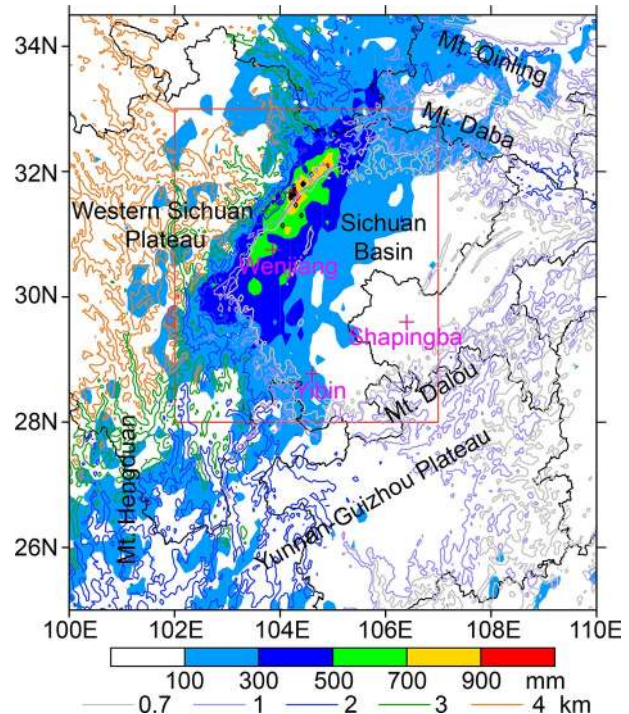 34N
Mt. Qinling
Mt. Daba
32N
Western Sichuan
Plateau
Sichuan
Basin
Wenjiang
30N
Shapingba
Yibin
Mt. Dalou
28N
Mt. Hengduan
Yunnan-Guizhou Plateau
26N
100E 102E 104E 106E 108E 110E
100 300 500 700 900 mm
0.7 1 2 3 4 km